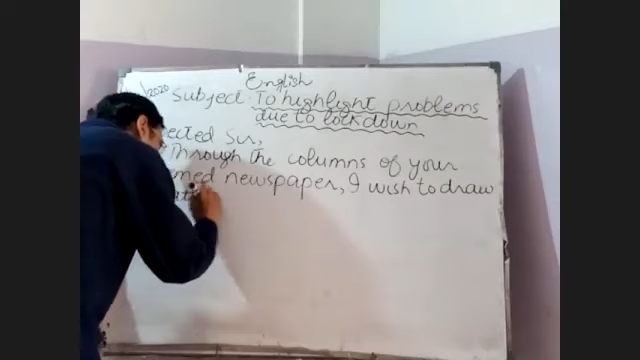 English
2020
Subject To highlight problems
due to lockdown
ected Sir,
Through the columns of your
med newspaper, I wish to draw